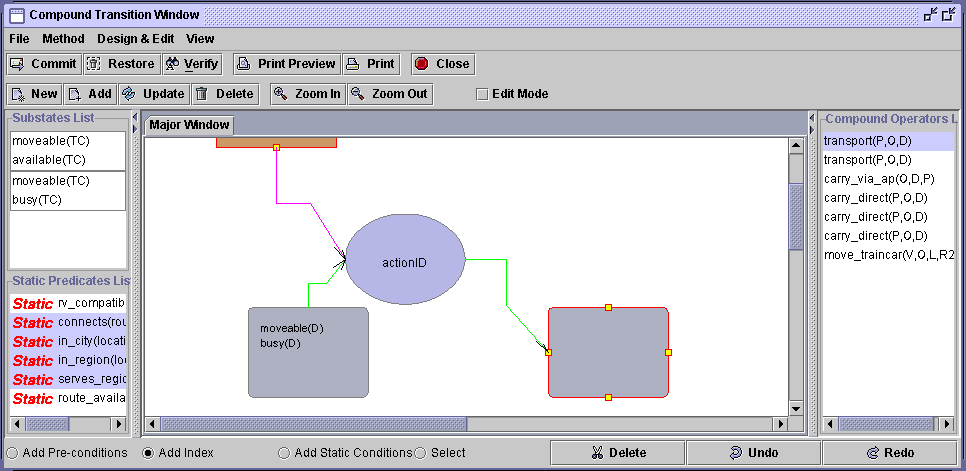 Compound Transition Window
File Method Design & Edit View
Commit Restore Verify Print Preview Print Close
New Add Update Delete Zoom In Zoom Out Edit Mode
Substates List
moveable(TC)
available(TC)
moveable(TC)
busy(TC)
Static Predicates Lis
Static rv_compatib
Static connects(rou
Static in_city(locati
Static in_region(lo
Static serves_regio
Static route_availa
Major Window
actionID
moveable(D)
busy(D)
Compound Operators L
transport(P,O,D)
transport(P,O,D)
carry_via_ap(O,D,P)
carry_direct(P,O,D)
carry_direct(P,O,D)
carry_direct(P,O,D)
move_traincar(V,O,L,R2
Add Pre-conditions Add Index Add Static Conditions Select Delete Undo Redo